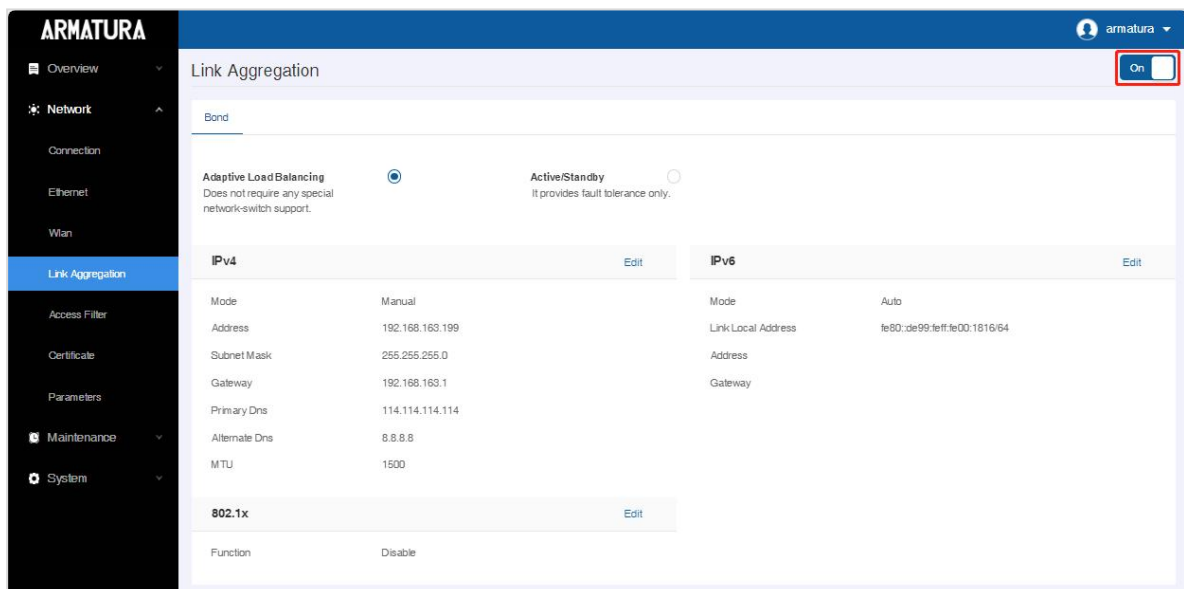 ARMATURA
armatura
Overview
Link Aggregation
On
Network
Bond
Connection
Adaptive Load Balancing
Does not require any special
network-switch support.
Active/Standby
It provides fault tolerance only.
Ethernet
Wlan
Link Aggregation
Access Filter
Certificate
Parameters
Maintenance
System
IPv4 Edit
Mode Manual
Address 192.168.163.199
Subnet Mask 255.255.255.0
Gateway 192.168.163.1
Primary Dns 114.114.114.114
Alternate Dns 8.8.8.8
MTU 1500
IPv6 Edit
Mode Auto
Link Local Address fe80::de99:feff:fe00:1816/64
Address
Gateway
802.1x Edit
Function Disable